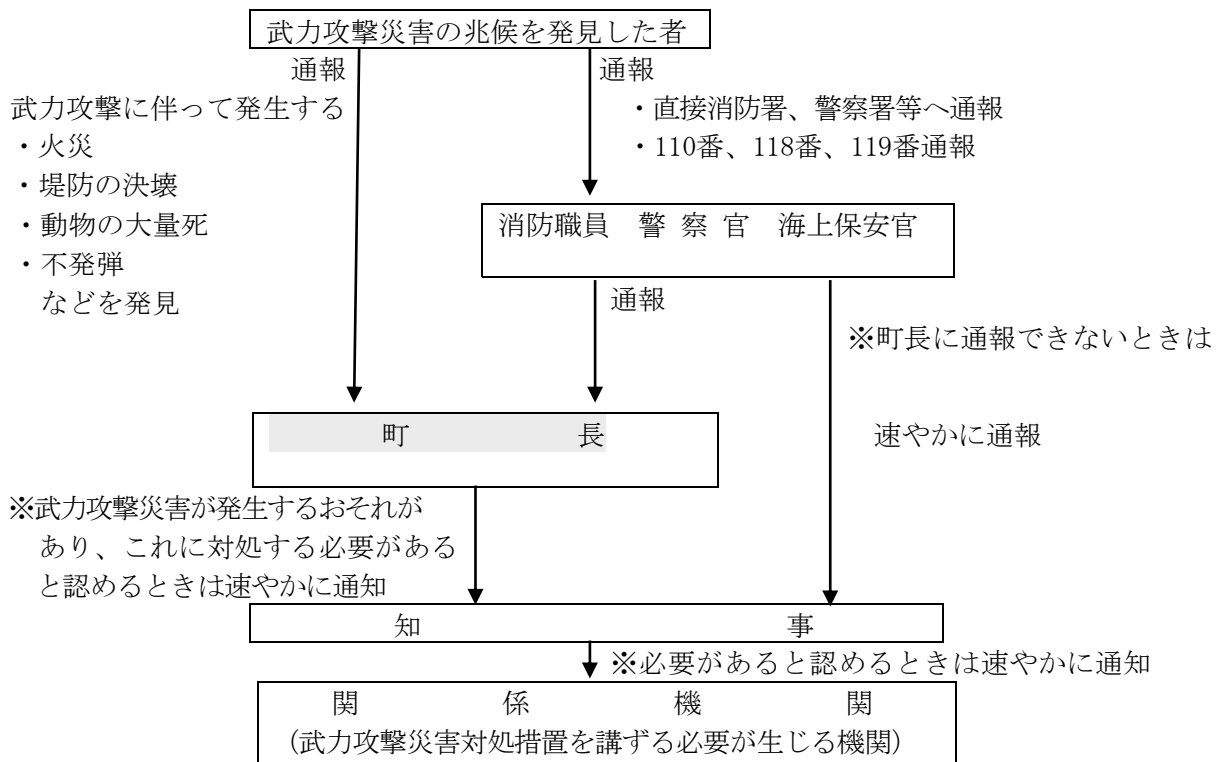 武力攻撃災害の兆候を発見した者
通報
通報
武力攻撃に伴って発生する
・火災
・堤防の決壊
・動物の大量死
・不発弾
などを発見
・直接消防署、警察署等へ通報
・110番、118番、119番通報
消防職員 警察官 海上保安官
通報
※町長に通報できないときは
速やかに通報
町長
※武力攻撃災害が発生するおそれが
あり、これに対処する必要がある
と認めるときは速やかに通知
知事
※必要があると認めるときは速やかに通知
関係機関
(武力攻撃災害対処措置を講ずる必要が生じる機関)